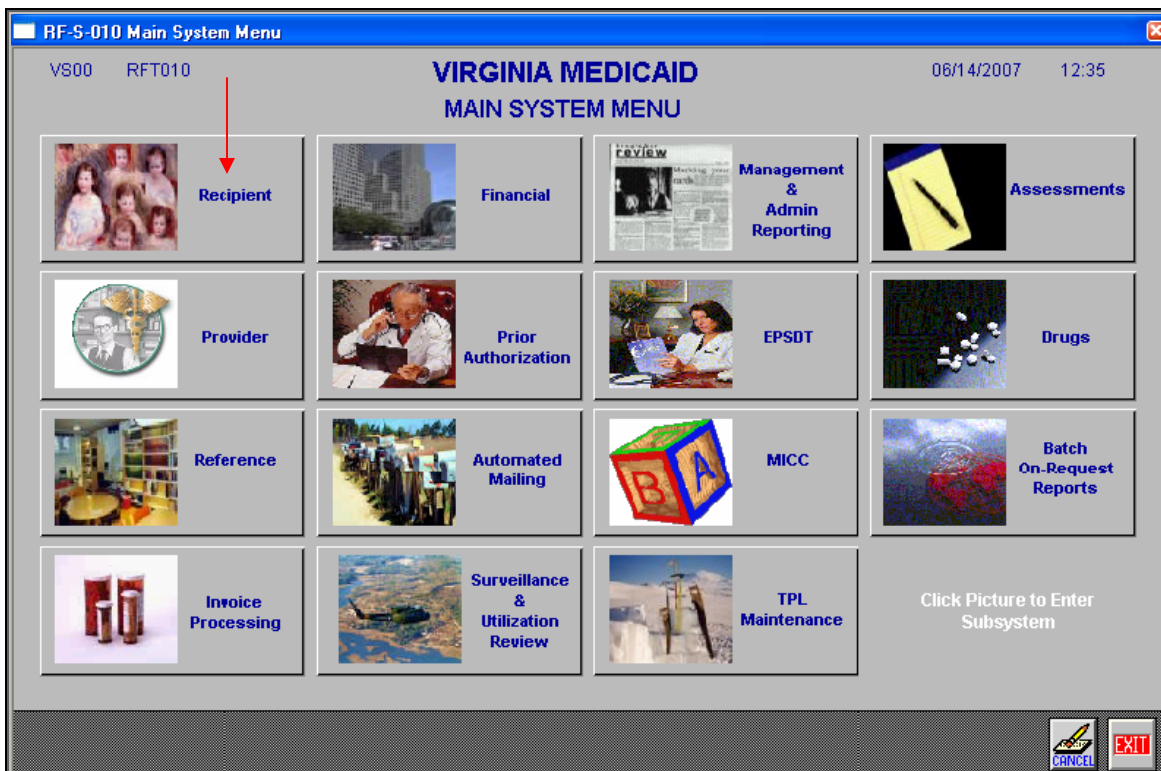 RF-S-010 Main System Menu
VS00 RFT010 VIRGINIA MEDICAID 06/14/2007 12:35
MAIN SYSTEM MENU
Recipient
Financial
review
Management
&
Admin
Reporting
Assessments
Provider
Prior
Authorization
EPSDT
Drugs
Reference
Automated
Mailing
B A
MICC
Batch
On-Request
Reports
Invoice
Processing
Surveillance
&
Utilization
Review
TPL
Maintenance
Click Picture to Enter
Subsystem
CANCEL EXIT